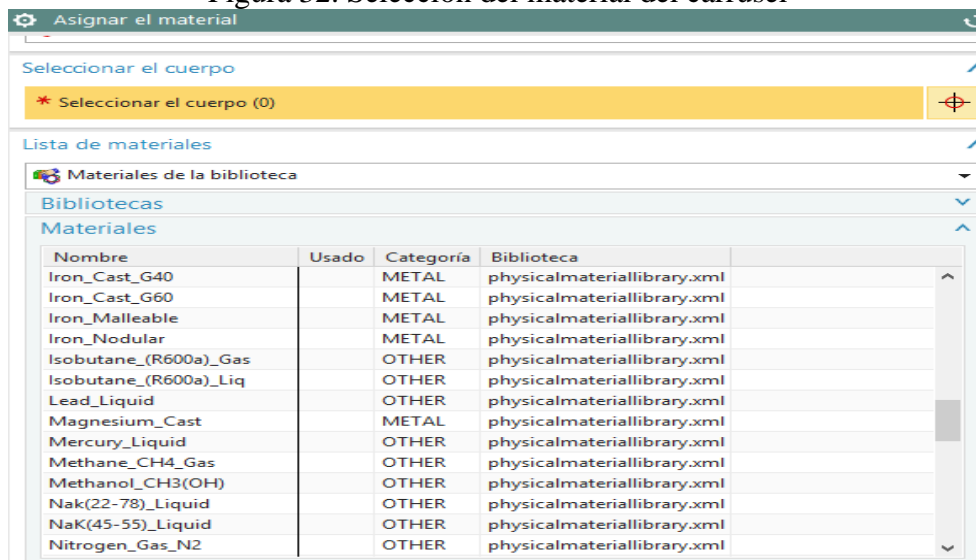 Figura 32. Selección del material del carrusel
Asignar el material
Seleccionar el cuerpo
* Seleccionar el cuerpo (0)
Lista de materiales
Materiales de la biblioteca
Bibliotecas
Materiales
Nombre Usado Categoría Biblioteca
Iron_Cast_G40 METAL physicalmateriallibrary.xml
Iron_Cast_G60 METAL physicalmateriallibrary.xml
Iron_Malleable METAL physicalmateriallibrary.xml
Iron_Nodular METAL physicalmateriallibrary.xml
Isobutane_(R600a)_Gas OTHER physicalmateriallibrary.xml
Isobutane_(R600a)_Liq OTHER physicalmateriallibrary.xml
Lead_Liquid OTHER physicalmateriallibrary.xml
Magnesium_Cast METAL physicalmateriallibrary.xml
Mercury_Liquid OTHER physicalmateriallibrary.xml
Methane_CH4_Gas OTHER physicalmateriallibrary.xml
Methanol_CH3(OH) OTHER physicalmateriallibrary.xml
Nak(22-78)_Liquid OTHER physicalmateriallibrary.xml
NaK(45-55)_Liquid OTHER physicalmateriallibrary.xml
Nitrogen_Gas_N2 OTHER physicalmateriallibrary.xml